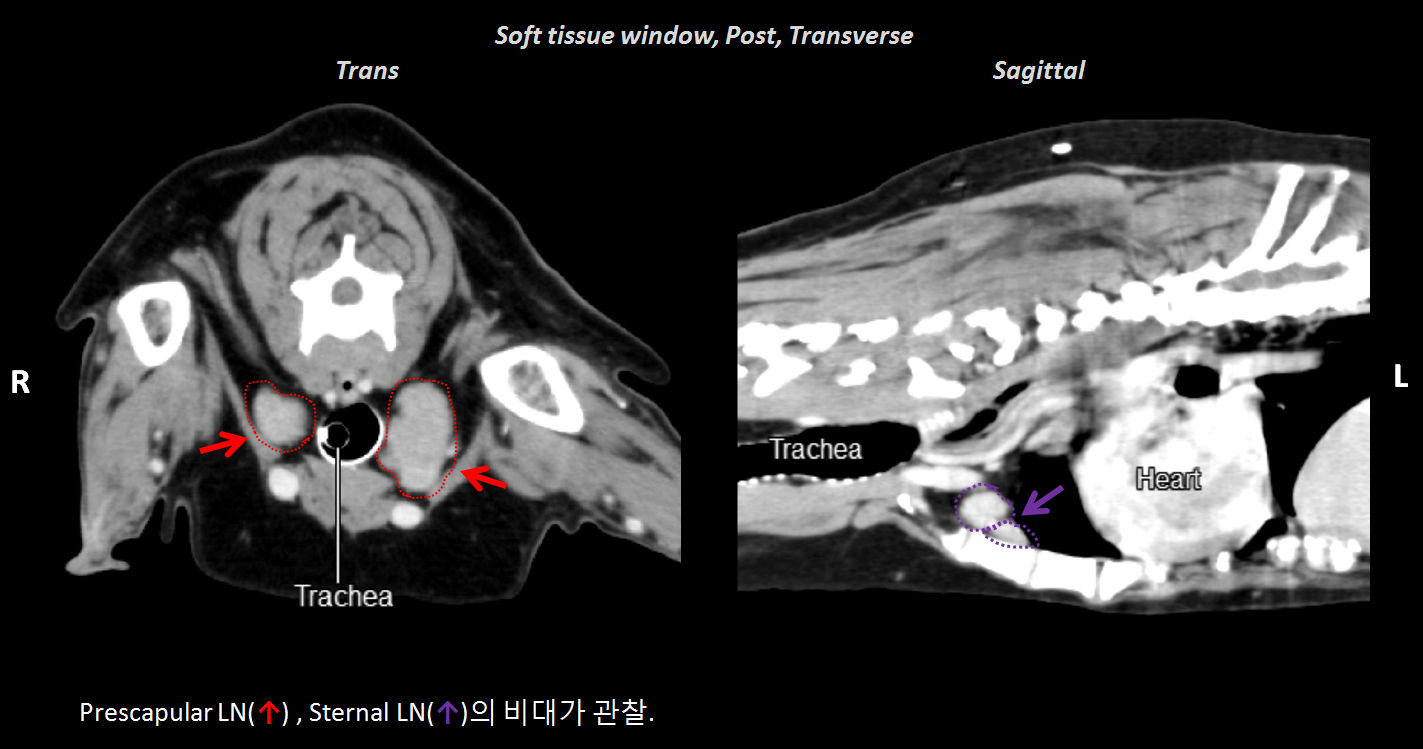 Soft tissue window, Post, Transverse
Trans
Sagittal
R
L
Trachea
Heart
Trachea
Prescapular LN(↑) , Sternal LN(↑)의 비대가 관찰.